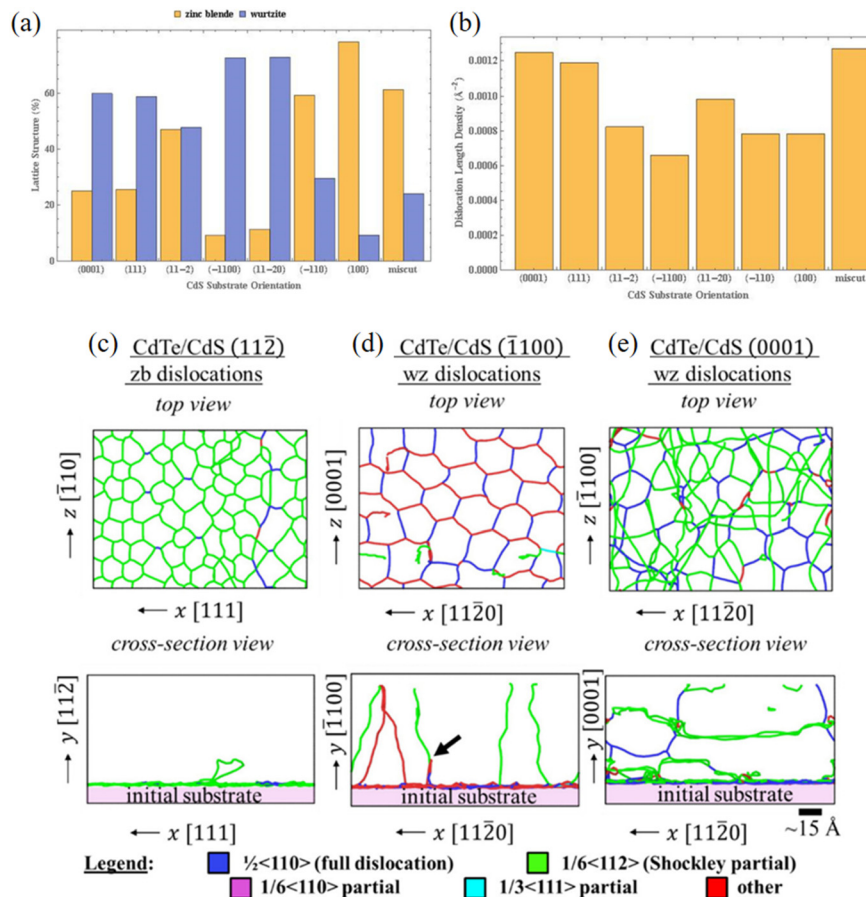 (a)
zinc blende wurtzite
Lattice Structure (%)
60
40
20
0
(0001) (111) (11−2) (−1100) (11−20) (−110) (100) miscut
CdS Substrate Orientation
(b)
Dislocation Length Density (Å⁻²)
0.0012
0.0010
0.0008
0.0006
0.0004
0.0002
0.0000
(0001) (111) (11−2) (−1100) (11−20) (−110) (100) miscut
CdS Substrate Orientation
(c) CdTe/CdS (112̄)
zb dislocations
top view
z [1̄10]
x [111]
cross-section view
y [112̄]
initial substrate
x [111]
(d) CdTe/CdS (1̄100)
wz dislocations
top view
z [0001]
x [112̄0]
cross-section view
y [1̄100]
initial substrate
x [112̄0]
(e) CdTe/CdS (0001)
wz dislocations
top view
z [1̄100]
x [112̄0]
cross-section view
y [0001]
initial substrate
x [112̄0]
~15 Å
Legend: ½<110> (full dislocation) 1/6<112> (Shockley partial)
1/6<110> partial 1/3<111> partial other